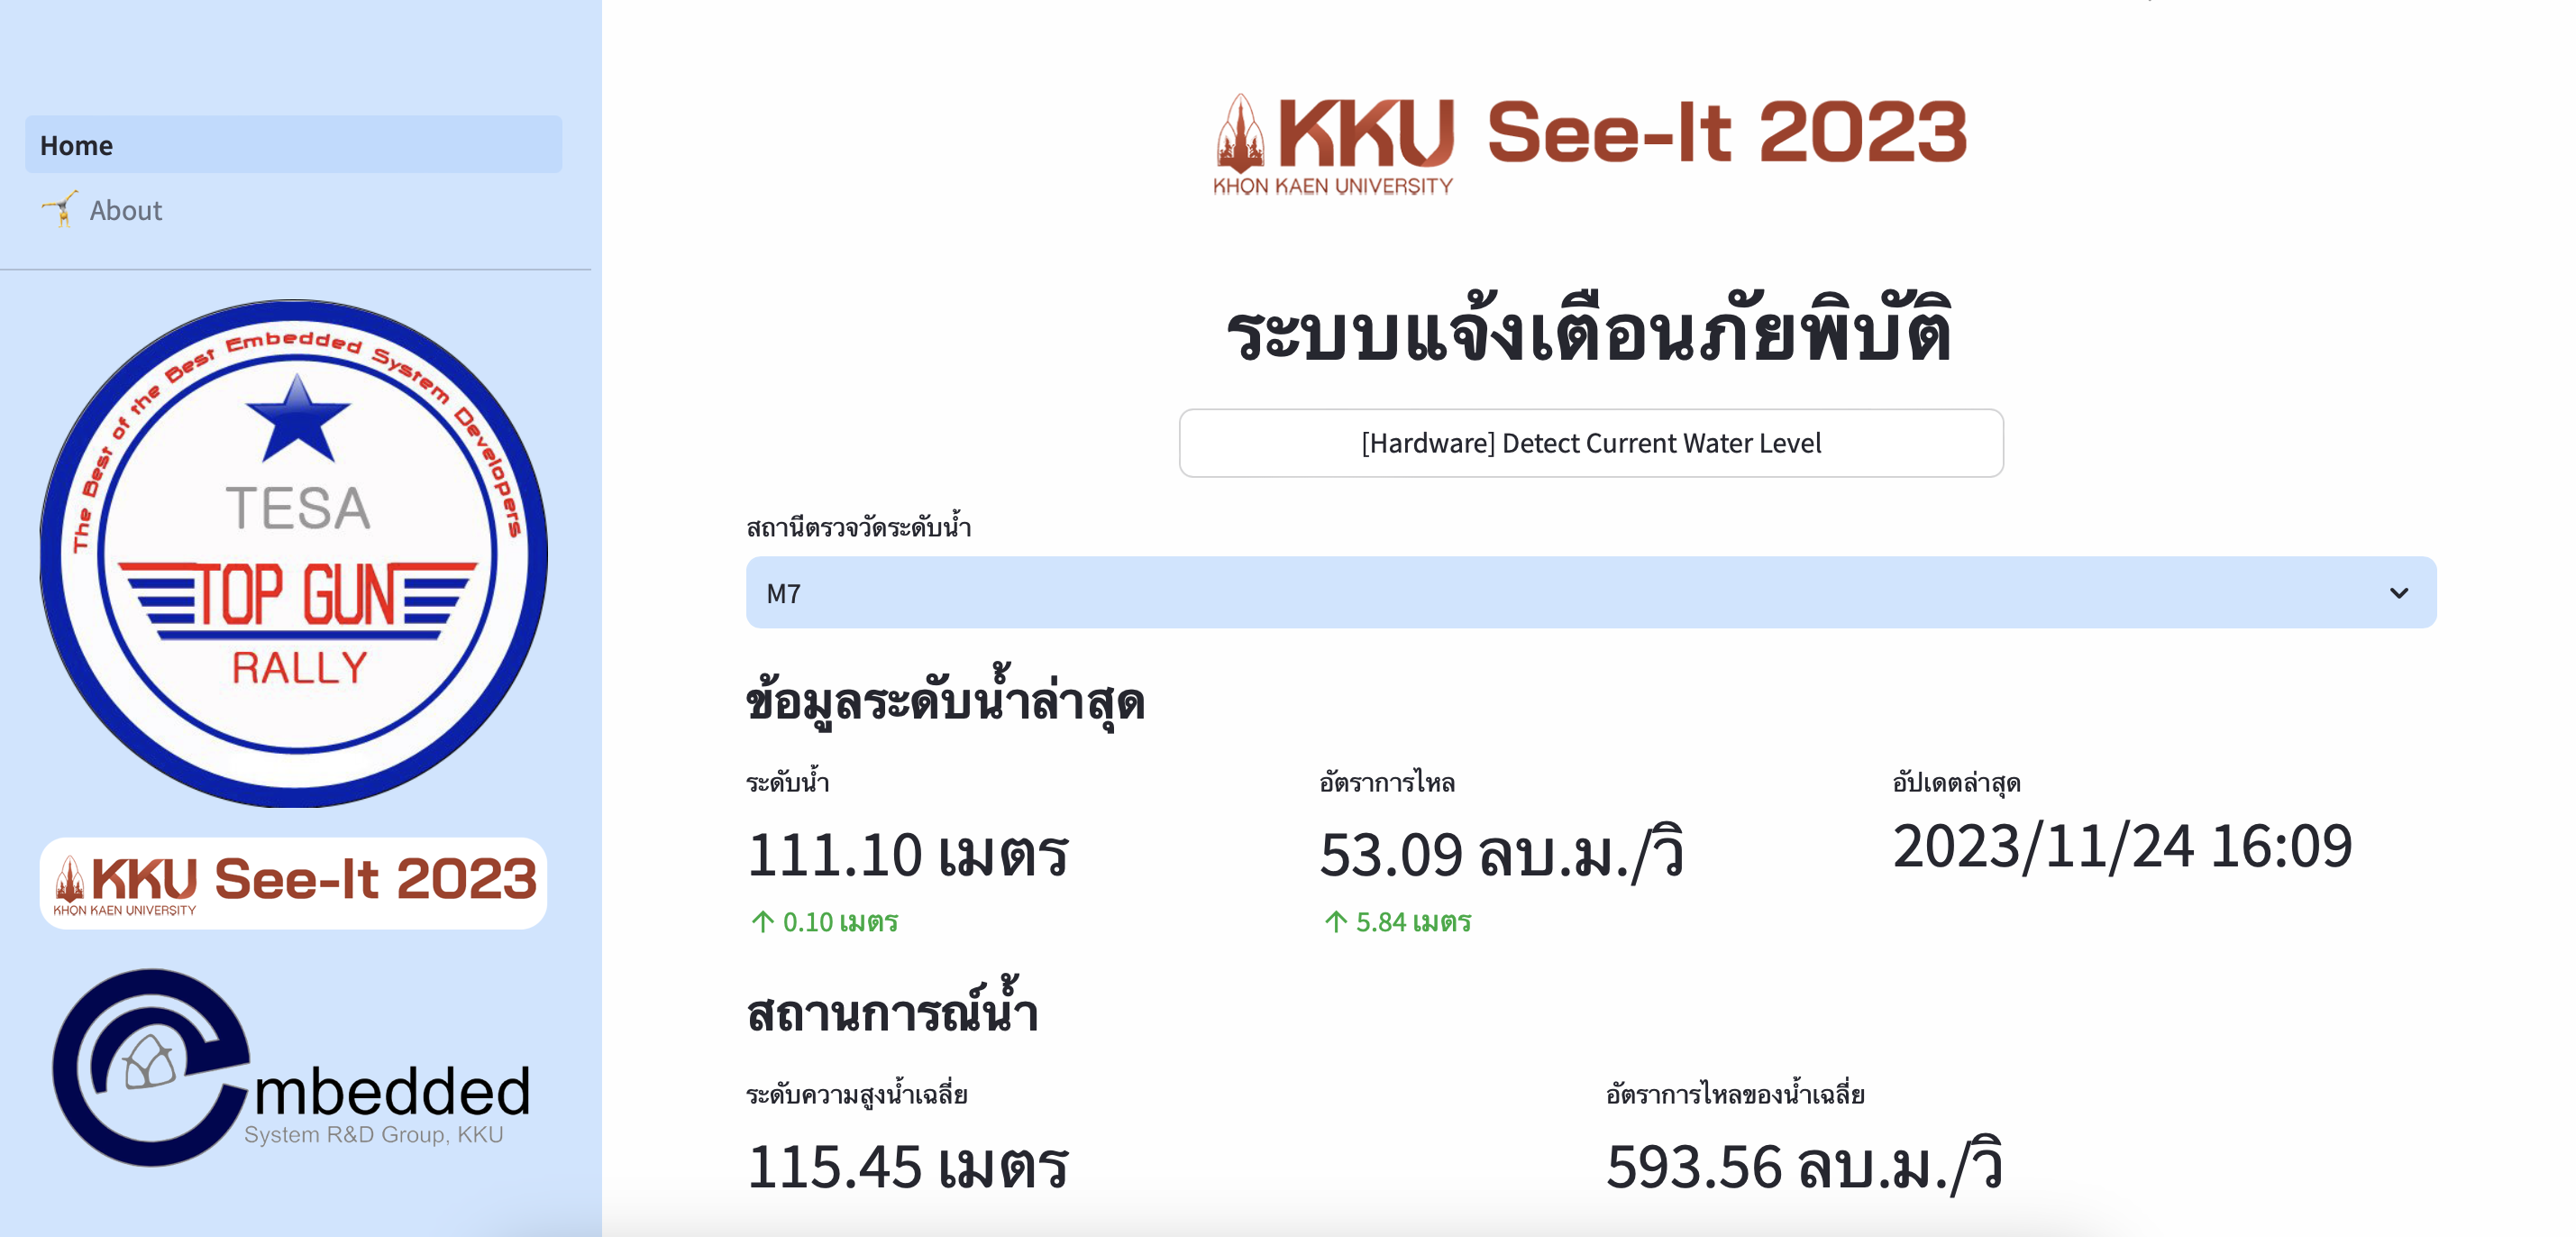 Home
About
The Best of the Best Embedded System Developers
TESA
TOP GUN
RALLY
KKU See-It 2023
KHON KAEN UNIVERSITY
embedded
System R&D Group, KKU
KKU See-It 2023
KHON KAEN UNIVERSITY
ระบบแจ้งเตือนภัยพิบัติ
[Hardware] Detect Current Water Level
สถานีตรวจวัดระดับน้ำ
M7
ข้อมูลระดับน้ำล่าสุด
ระดับน้ำ อัตราการไหล อัปเดตล่าสุด
111.10 เมตร 53.09 ลบ.ม./วิ 2023/11/24 16:09
↑ 0.10 เมตร ↑ 5.84 เมตร
สถานการณ์น้ำ
ระดับความสูงน้ำเฉลี่ย อัตราการไหลของน้ำเฉลี่ย
115.45 เมตร 593.56 ลบ.ม./วิ